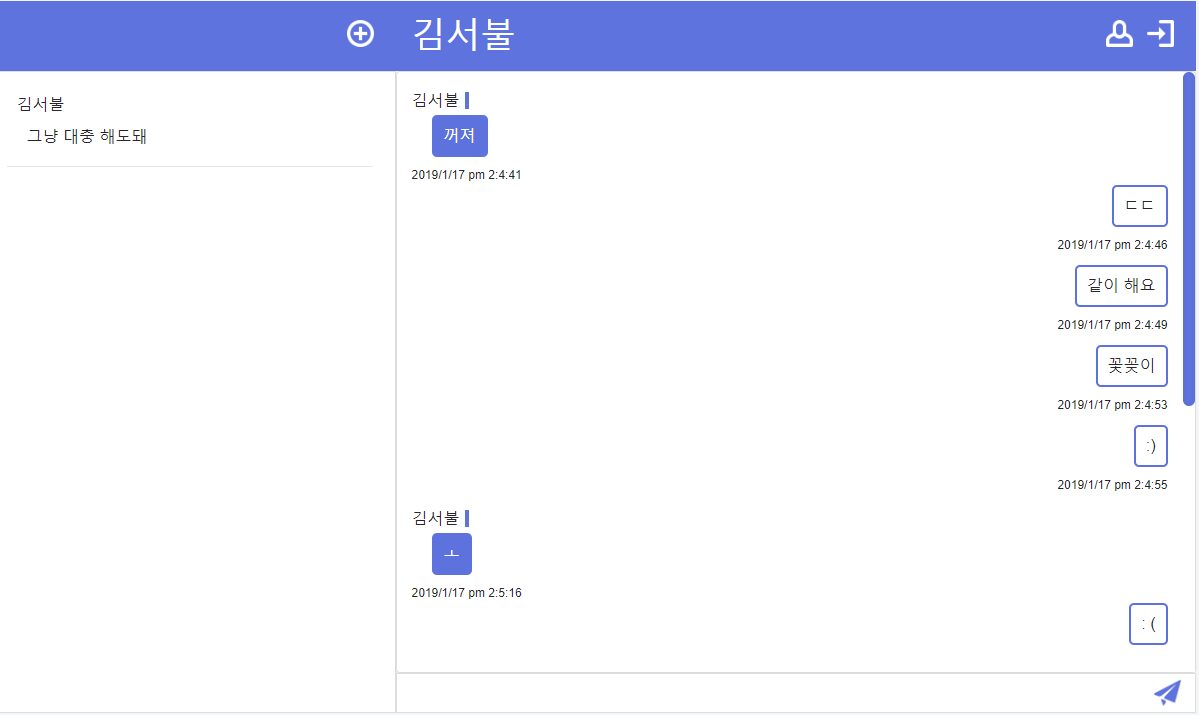 김서불
김서불
그냥 대충 해도돼
김서불
꺼져
2019/1/17 pm 2:4:41
ㄷㄷ
2019/1/17 pm 2:4:46
같이 해요
2019/1/17 pm 2:4:49
꽃꽂이
2019/1/17 pm 2:4:53
:)
2019/1/17 pm 2:4:55
김서불
ㅗ
2019/1/17 pm 2:5:16
: (